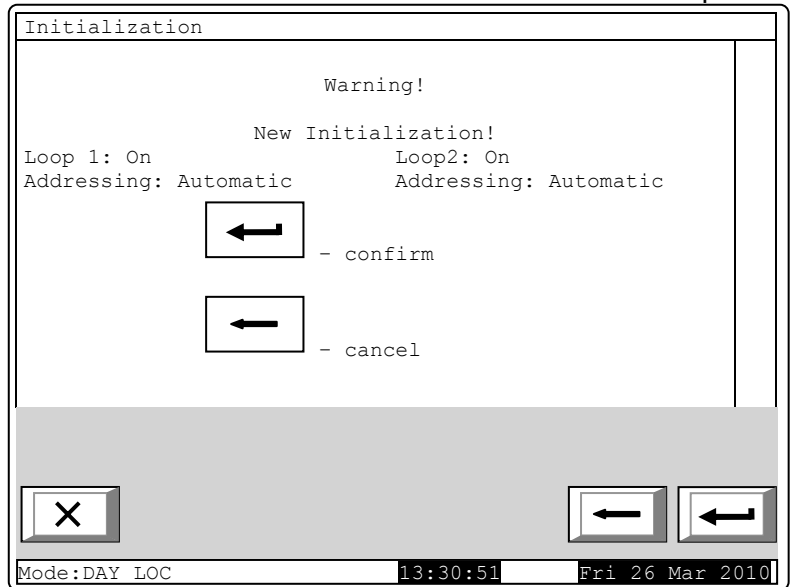 Initialization
Warning!
New Initialization!
Loop 1: On Loop2: On
Addressing: Automatic Addressing: Automatic
– confirm
– cancel
Mode:DAY LOC 13:30:51 Fri 26 Mar 2010